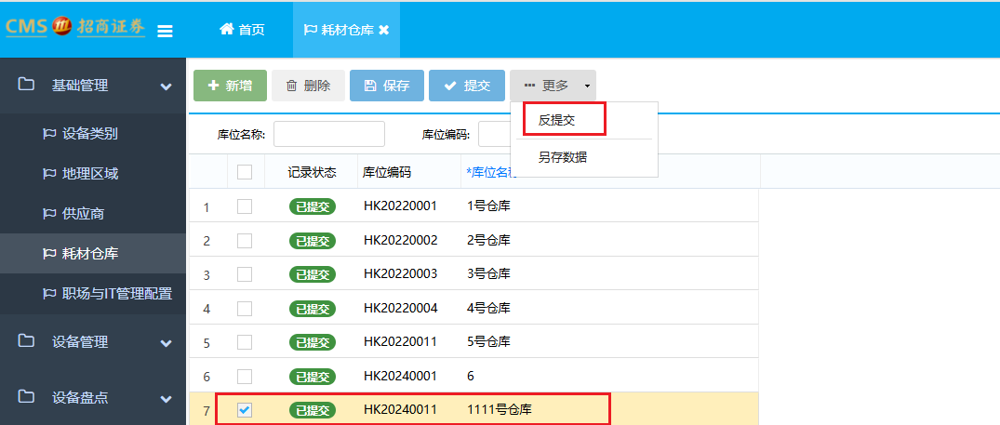 CMS 招商证券 首页 耗材仓库
基础管理 新增 删除 保存 提交 更多
反提交
设备类别 库位名称: 库位编码:
另存数据
地理区域 记录状态 库位编码 *库位名称
1 已提交 HK20220001 1号仓库
供应商
2 已提交 HK20220002 2号仓库
耗材仓库
3 已提交 HK20220003 3号仓库
职场与IT管理配置
4 已提交 HK20220004 4号仓库
设备管理 5 已提交 HK20220011 5号仓库
6 已提交 HK20240001 6
设备盘点
7 已提交 HK20240011 1111号仓库